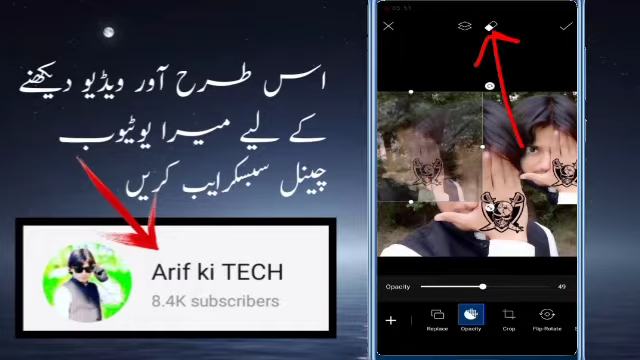 اس طرح آور ویڈیو دیکھنے
کے لیے میرا یوٹیوب
چینل سبسکرایب کریں
Arif ki TECH
8.4K subscribers
Opacity 49
Replace Opacity Crop Flip-Rotate